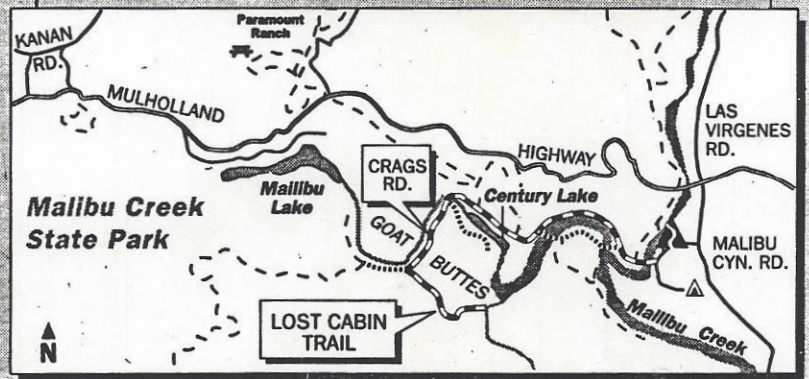 Paramount
Ranch
KANAN
RD.
MULHOLLAND
HIGHWAY
LAS
VIRGENES
RD.
CRAGS
RD.
Century Lake
Mailibu
Lake
GOAT
BUTTES
Malibu Creek
State Park
MALIBU
CYN. RD.
LOST CABIN
TRAIL
Malibu Creek
N